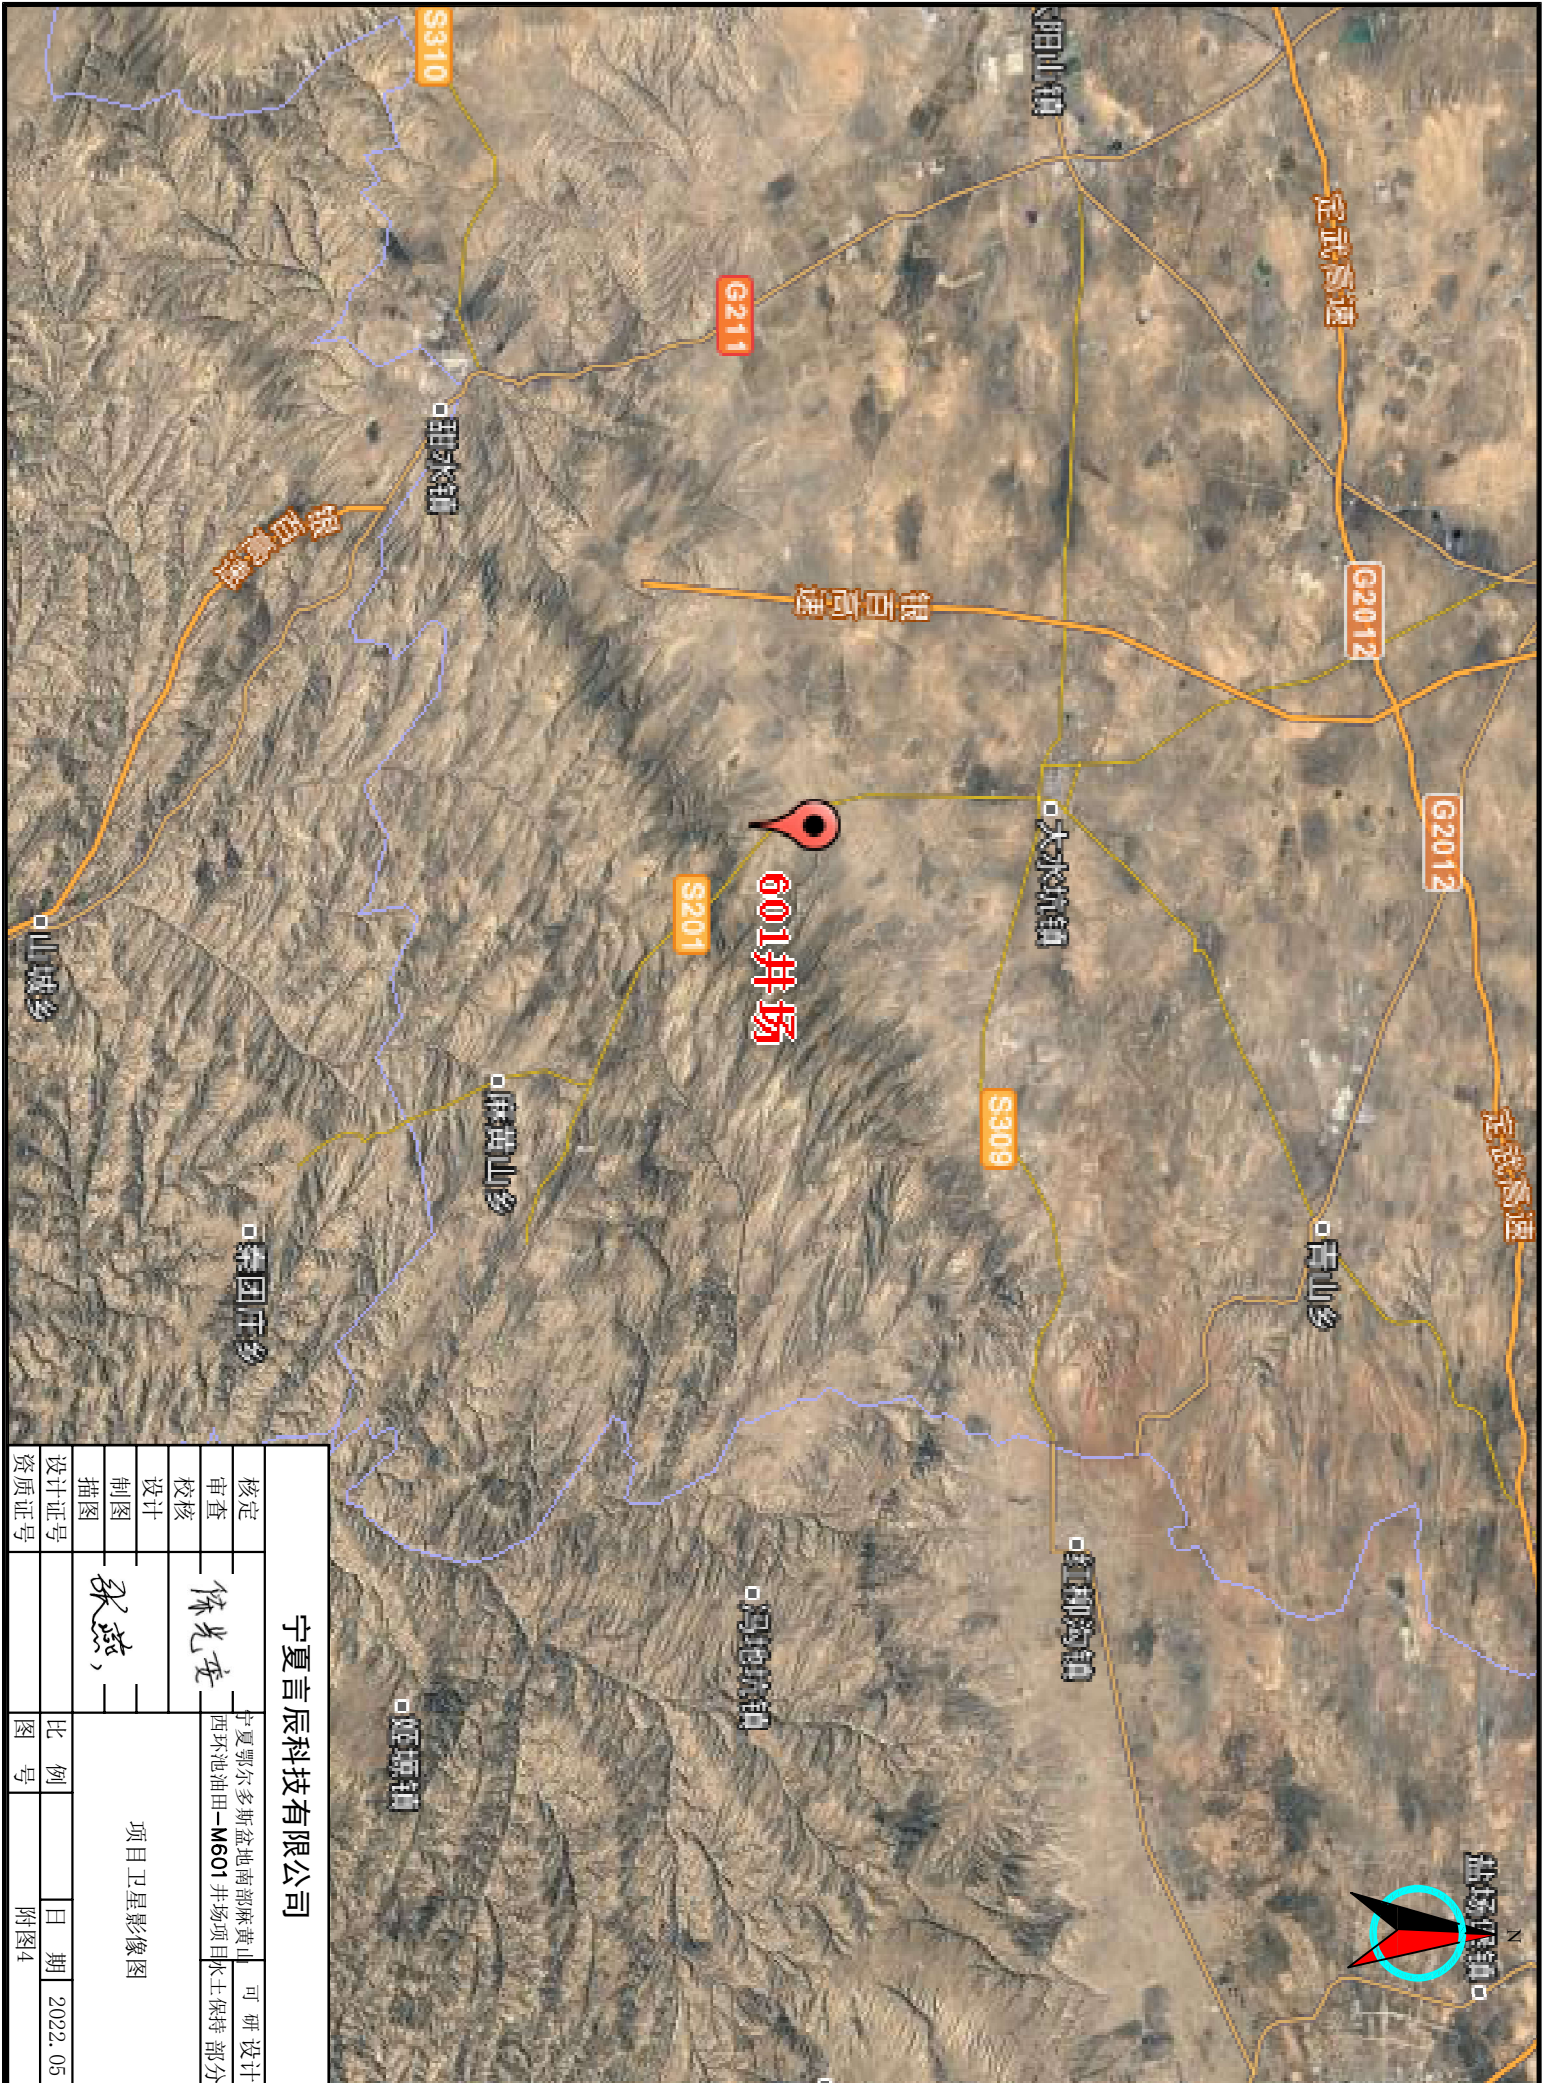 S310
阳山镇
定武高速
G211
甜水镇
银百高速
银百高速
G2012
G2012
大水坑镇
601井场
S201
山城乡
麻黄山乡
S309
定武高速
青山乡
秦团庄乡
红柳沟镇
冯地坑镇
姬塬镇
盐场堡镇
N
宁夏言辰科技有限公司
核定
宁夏鄂尔多斯盆地南部麻黄山
西环池油田-M601井场项目
可研 设计
水土保持 部分
审查
校核
设计
制图
描图
项目卫星影像图
设计证号
比 例
日 期
2022.05
资质证号
图 号
附图4